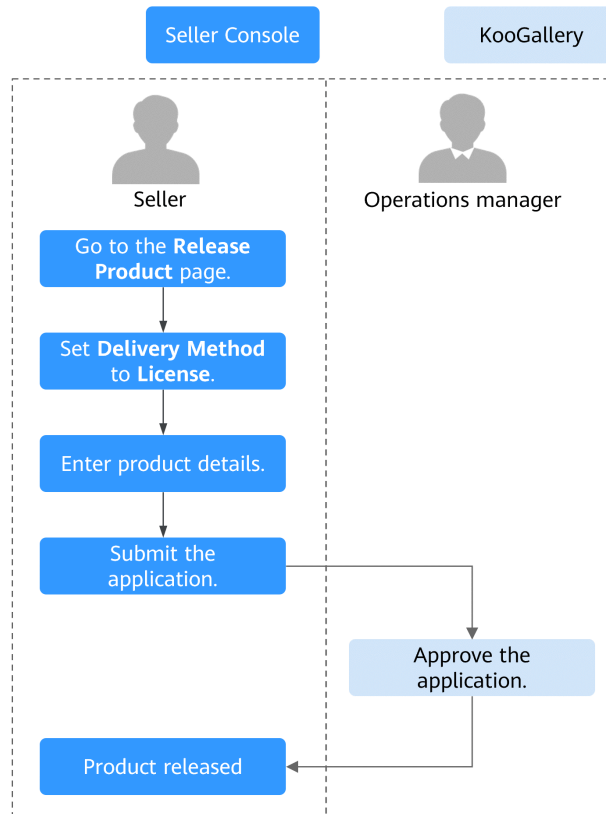 Seller Console
KooGallery
Seller
Operations manager
Go to the Release
Product page.
Set Delivery Method
to License.
Enter product details.
Submit the
application.
Approve the
application.
Product released